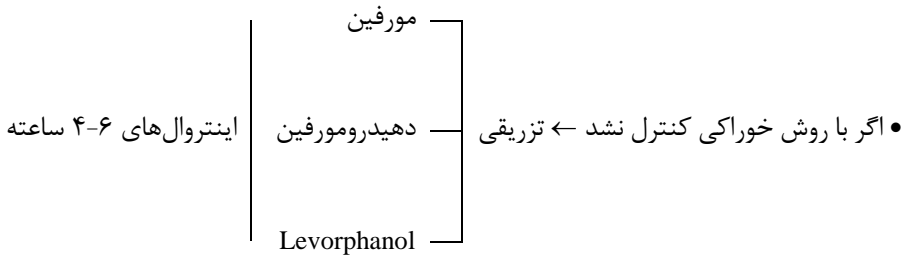 مورفین
• اگر با روش خوراکی کنترل نشد ← تزریقی دهیدرومورفین اینتروال‌های ۶-۴ ساعته
Levorphanol